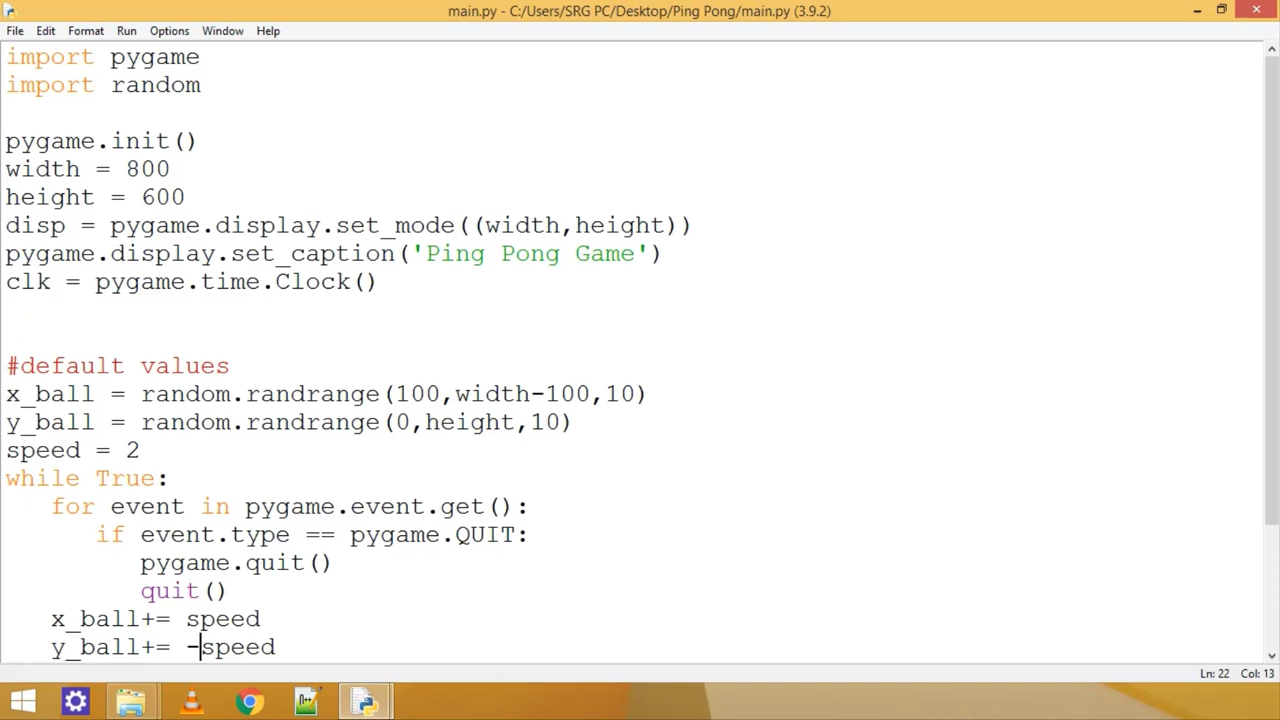 main.py - C:/Users/SRG PC/Desktop/Ping Pong/main.py (3.9.2)
File Edit Format Run Options Window Help
import pygame
import random
pygame.init()
width = 800
height = 600
disp = pygame.display.set_mode((width,height))
pygame.display.set_caption('Ping Pong Game')
clk = pygame.time.Clock()
#default values
x_ball = random.randrange(100,width-100,10)
y_ball = random.randrange(0,height,10)
speed = 2
while True:
for event in pygame.event.get():
if event.type == pygame.QUIT:
pygame.quit()
quit()
x_ball+= speed
y_ball+= -speed
Ln: 22 Col: 13